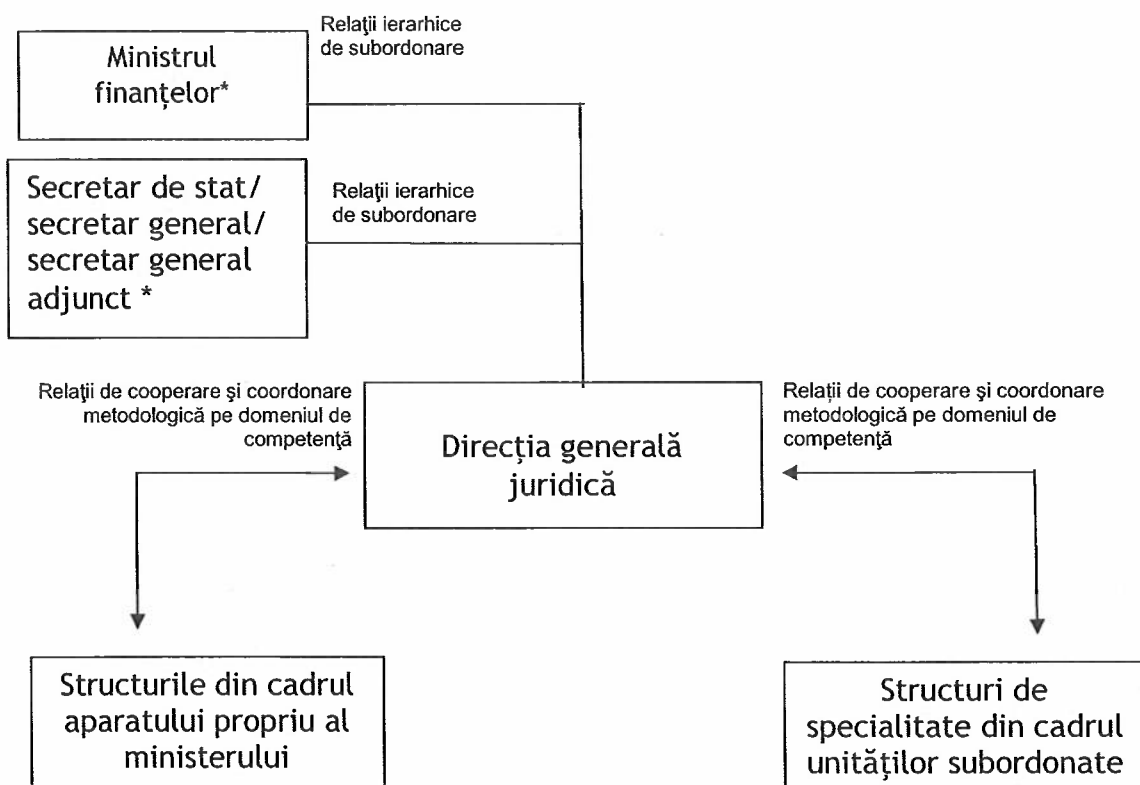 Relaţii ierarhice
de subordonare
Ministrul
finanțelor*
Secretar de stat/
secretar general/
secretar general
adjunct *
Relaţii ierarhice
de subordonare
Relaţii de cooperare şi coordonare
metodologică pe domeniul de
competenţă
Direcția generală
juridică
Relații de cooperare şi coordonare
metodologică pe domeniul de
competenţă
Structurile din cadrul
aparatului propriu al
ministerului
Structuri de
specialitate din cadrul
unităților subordonate